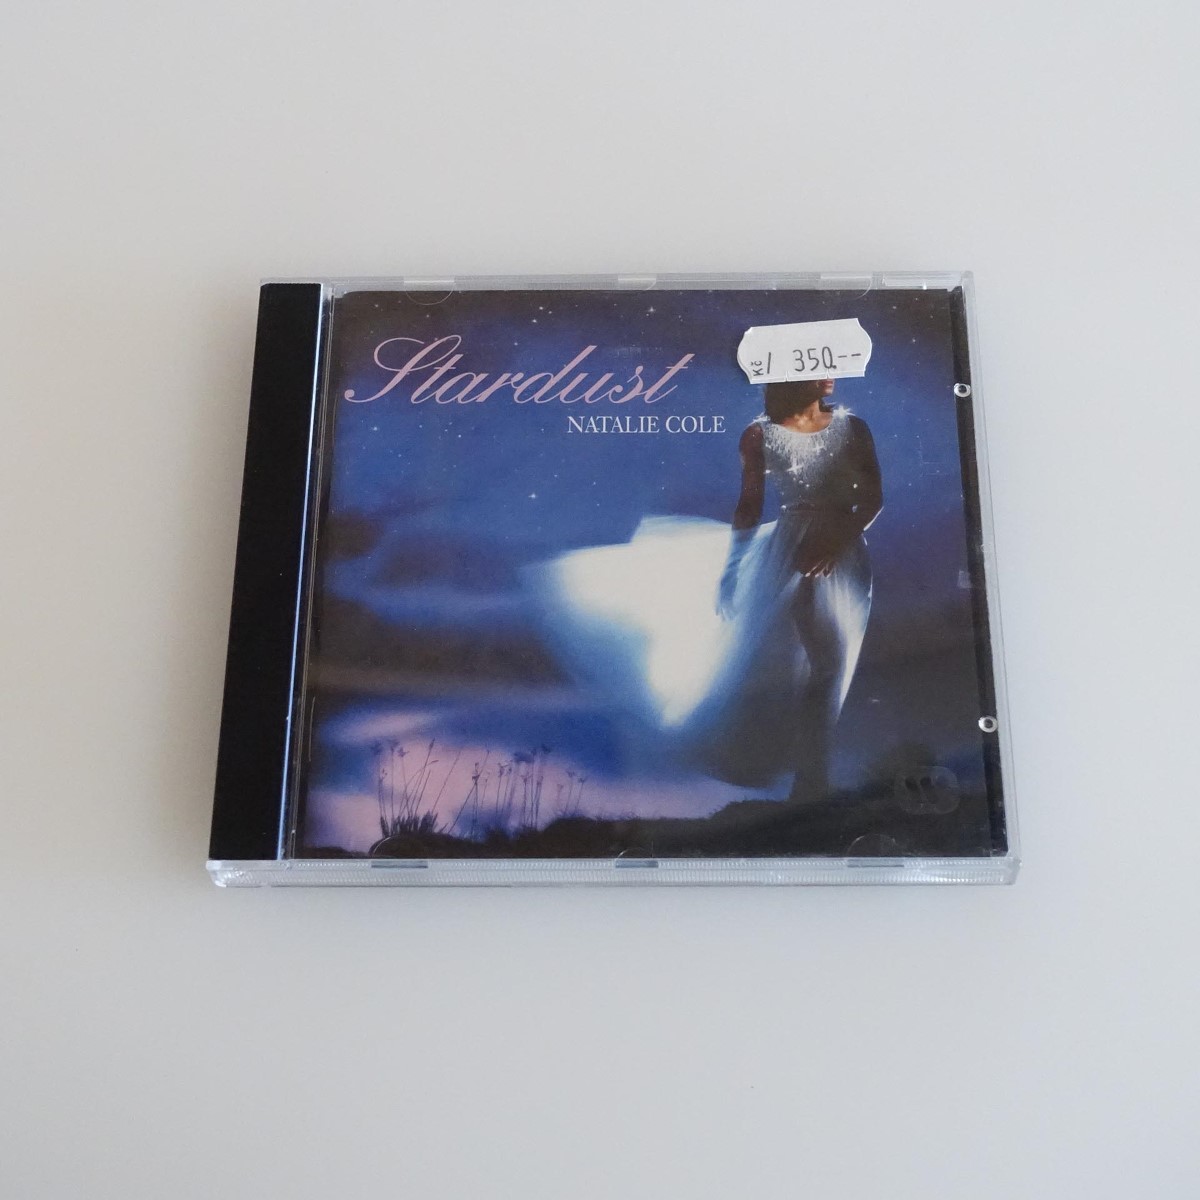 Stardust
NATALIE COLE
Kč / 350.--